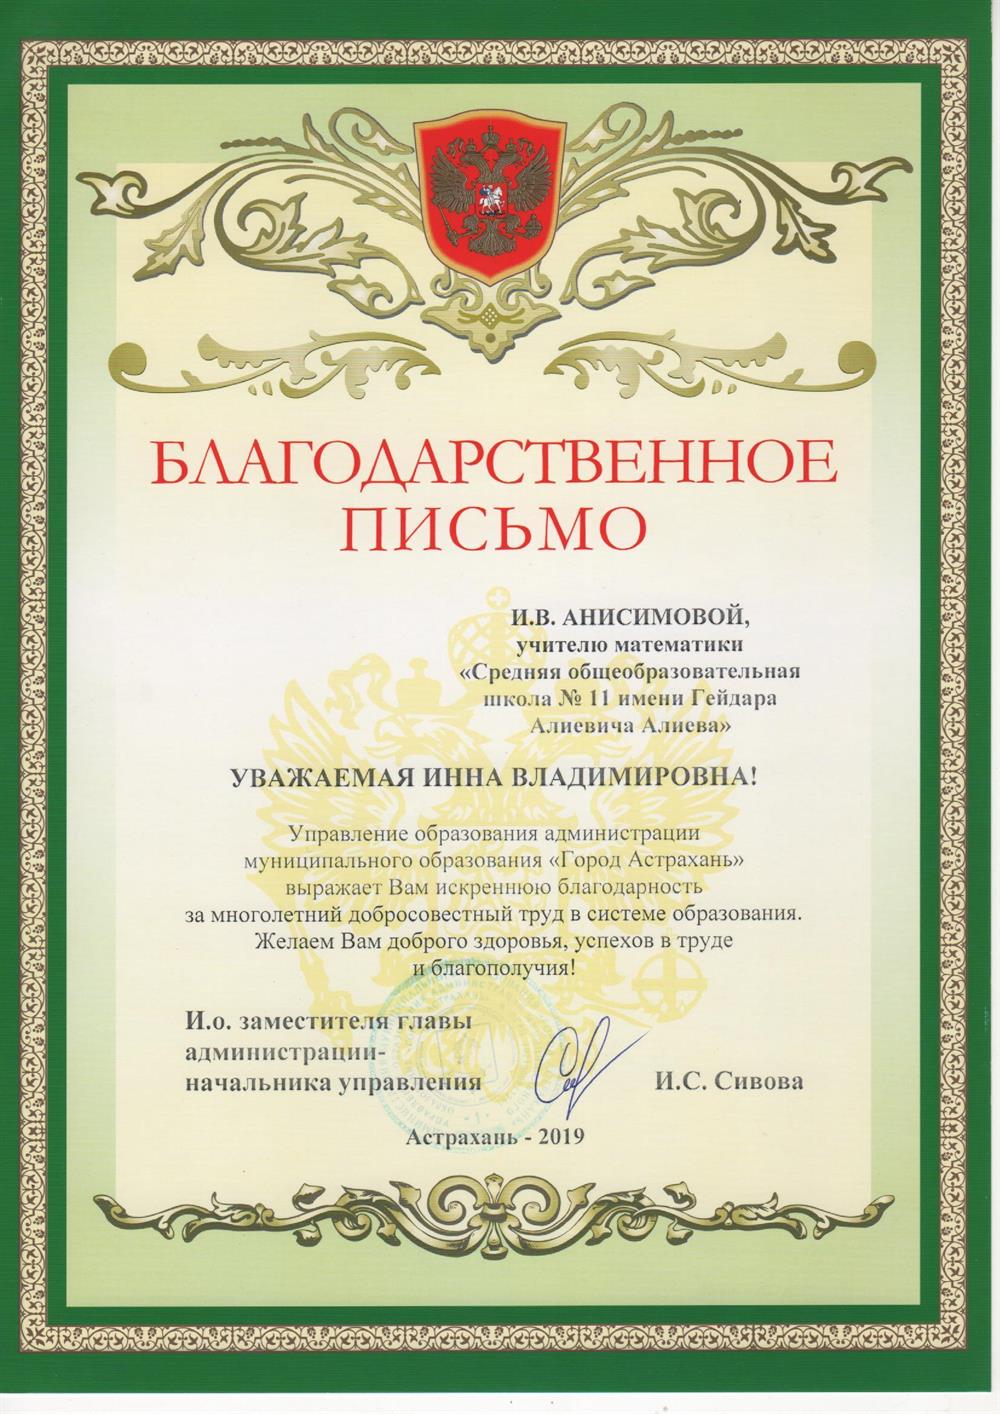 БЛАГОДАРСТВЕННОЕ
ПИСЬМО
И.В. АНИСИМОВОЙ,
учителю математики
«Средняя общеобразовательная
школа № 11 имени Гейдара
Алиевича Алиева»
УВАЖАЕМАЯ ИННА ВЛАДИМИРОВНА!
Управление образования администрации
муниципального образования «Город Астрахань»
выражает Вам искреннюю благодарность
за многолетний добросовестный труд в системе образования.
Желаем Вам доброго здоровья, успехов в труде
и благополучия!
И.о. заместителя главы
администрации-
начальника управления
И.С. Сивова
Астрахань - 2019